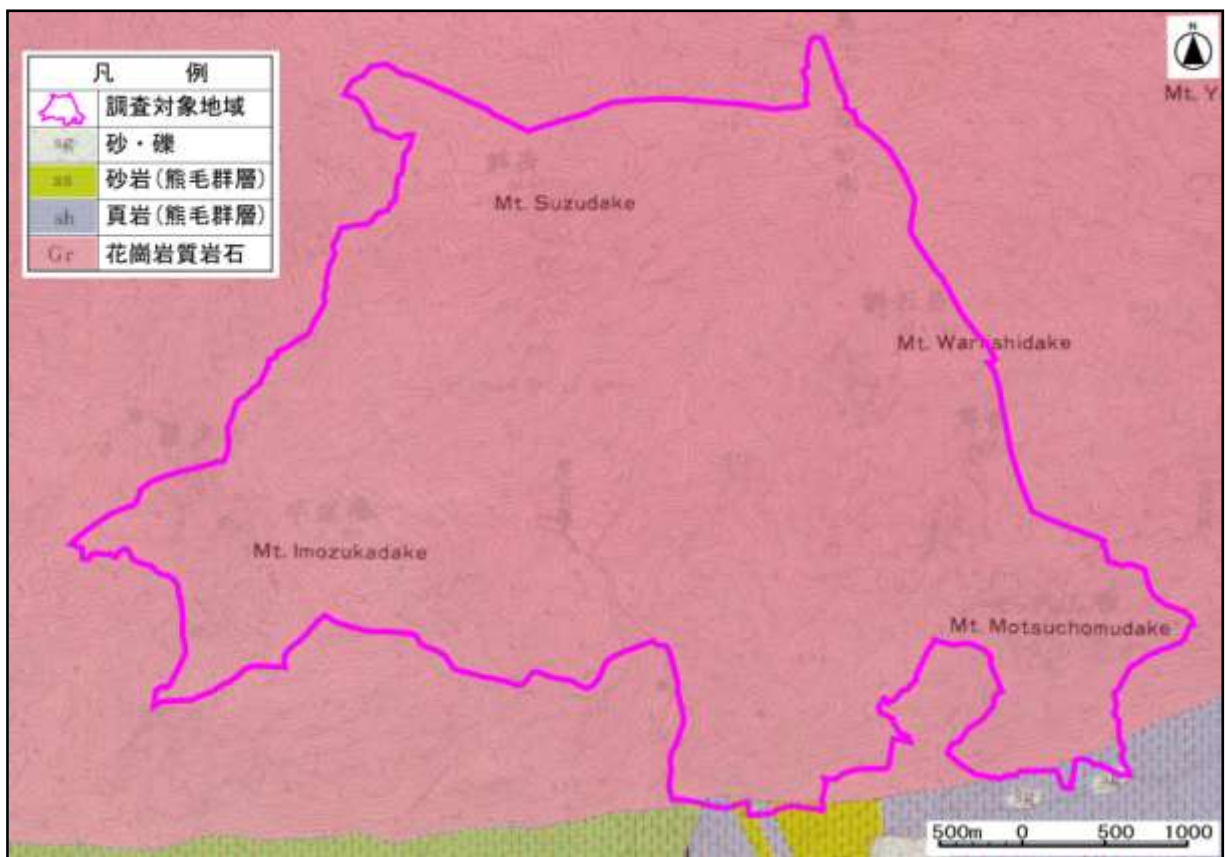 凡 例
調査対象地域
sg 砂・礫
ss 砂岩(熊毛群層)
sh 頁岩(熊毛群層)
Gr 花崗岩質岩石
N
Mt. Y
Mt. Suzudake
Mt. Warishidake
Mt. Imozukadake
Mt. Motsuchomudake
sg
500m 0 500 1000